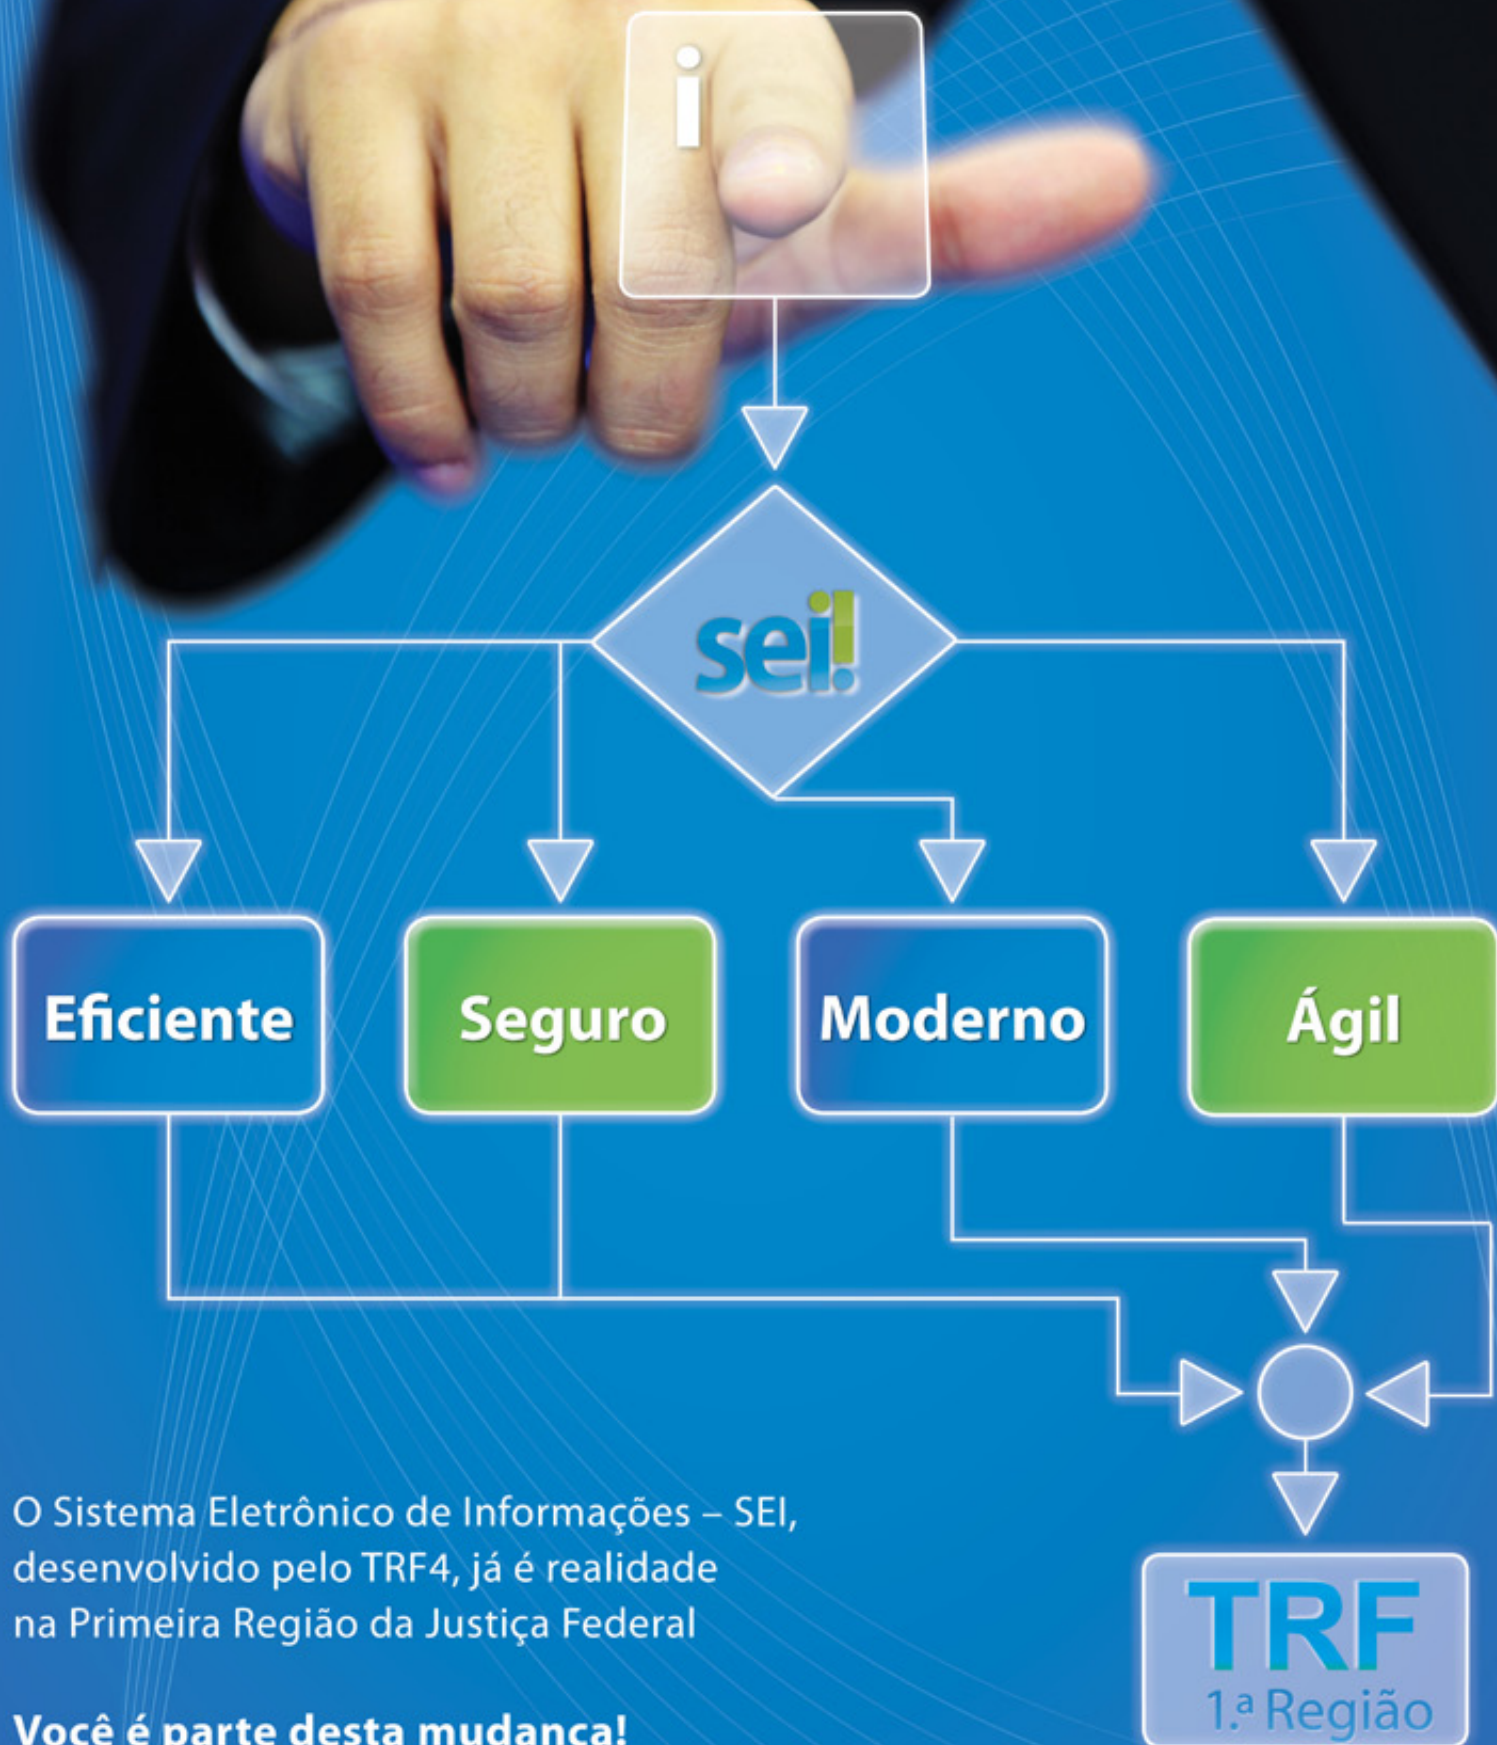 i
sei!
Eficiente
Seguro
Moderno
Ágil
O Sistema Eletrônico de Informações – SEI,
desenvolvido pelo TRF4, já é realidade
na Primeira Região da Justiça Federal
Você é parte desta mudança!
TRF
1.ª Região